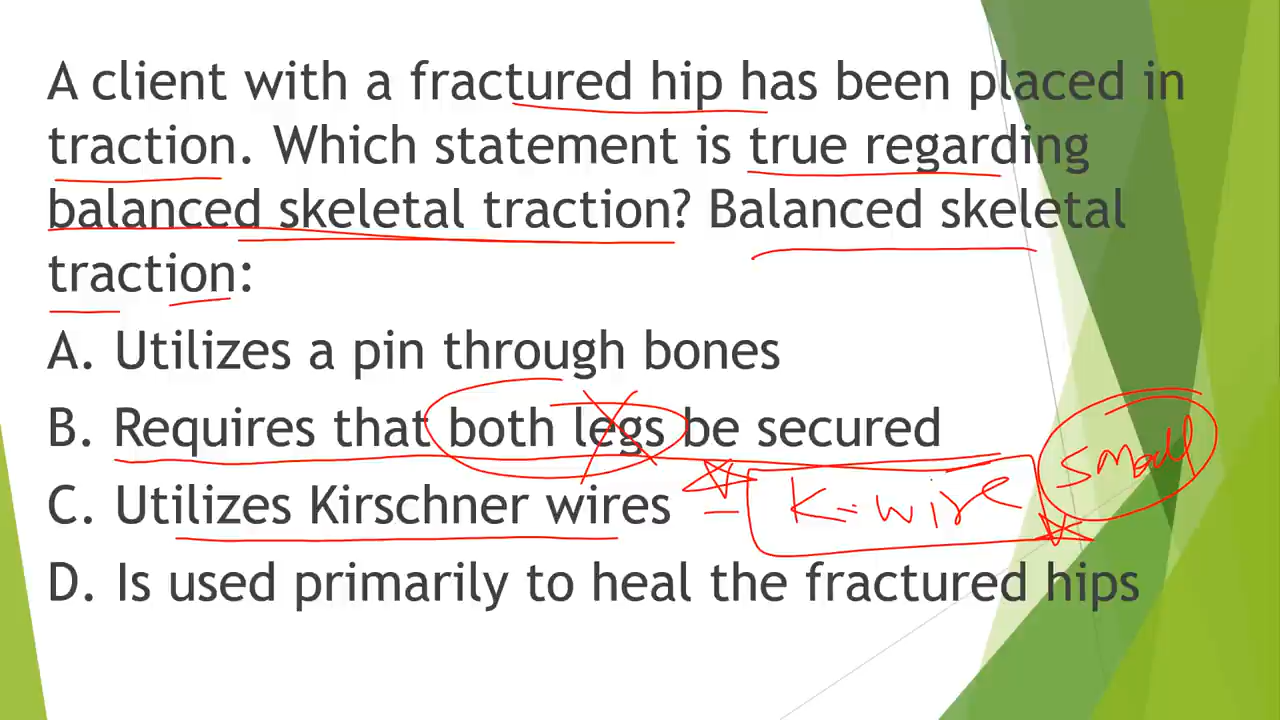 A client with a fractured hip has been placed in
traction. Which statement is true regarding
balanced skeletal traction? Balanced skeletal
traction:
A. Utilizes a pin through bones
B. Requires that both legs be secured
C. Utilizes Kirschner wires K-wire small
D. Is used primarily to heal the fractured hips